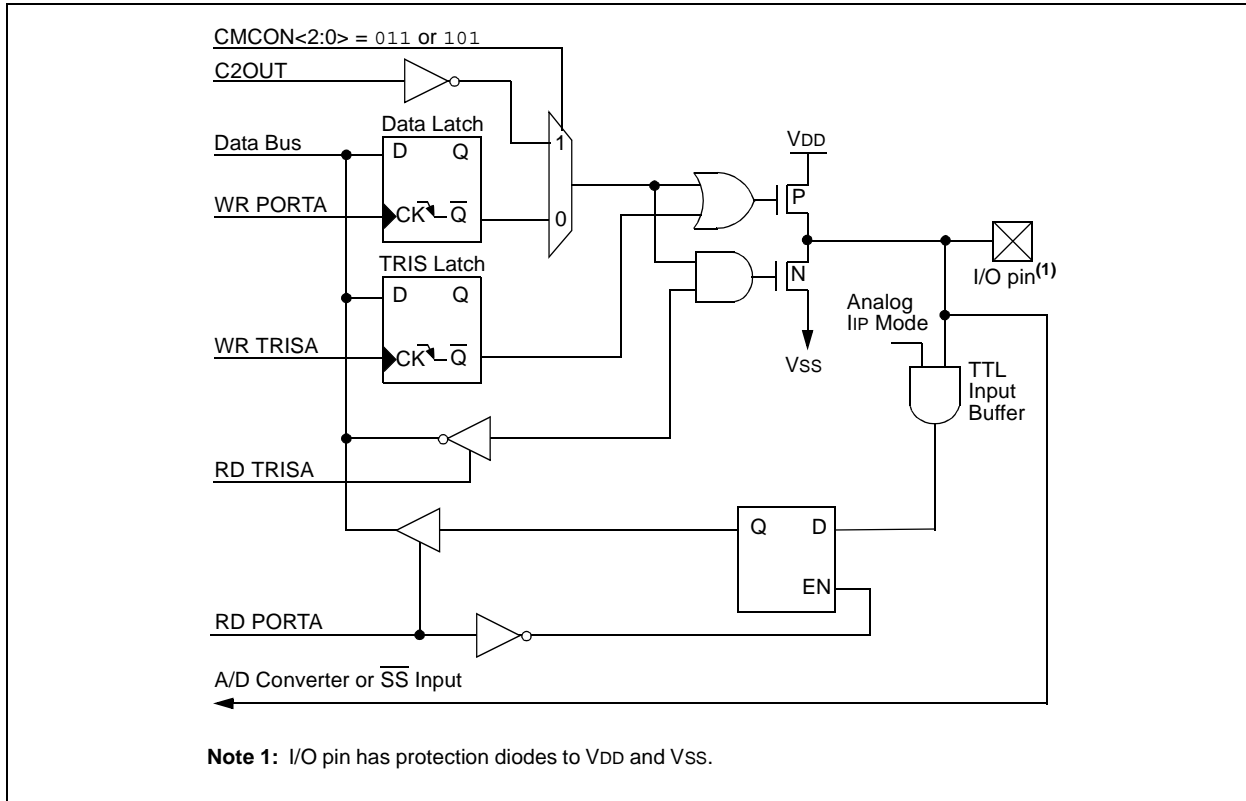 CMCON<2:0> = 011 or 101
C2OUT
Data Latch
Data Bus
D Q
1
VDD
WR PORTA
CK Q̅
0
P
TRIS Latch
D Q
N
I/O pin(1)
Analog
IIP Mode
WR TRISA
CK Q̅
VSS
TTL
Input
Buffer
RD TRISA
Q D
EN
RD PORTA
A/D Converter or S̅S̅ Input
Note 1: I/O pin has protection diodes to VDD and VSS.